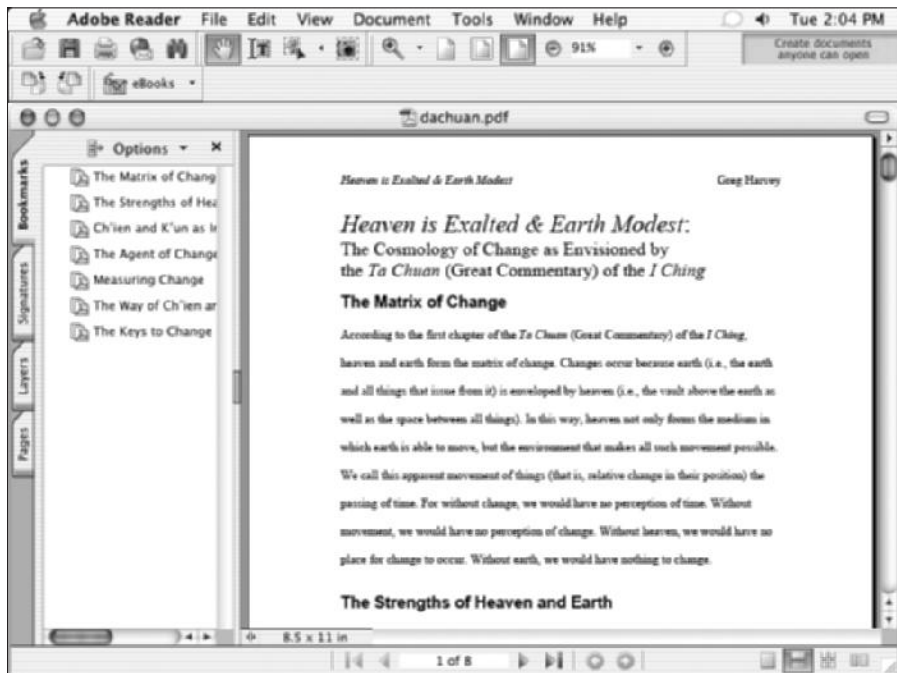 Adobe Reader File Edit View Document Tools Window Help Tue 2:04 PM
91%
Create documents
anyone can open
eBooks
dachuan.pdf
Options
Bookmarks
Signatures
Layers
Pages
The Matrix of Chang
The Strengths of Hea
Ch'ien and K'un as I
The Agent of Change
Measuring Change
The Way of Ch'ien ar
The Keys to Change
Heaven is Exalted & Earth Modest Greg Harvey
Heaven is Exalted & Earth Modest:
The Cosmology of Change as Envisioned by
the Ta Chuan (Great Commentary) of the I Ching
The Matrix of Change
According to the first chapter of the Ta Chuan (Great Commentary) of the I Ching,
heaven and earth form the matrix of change. Changes occur because earth (i.e., the earth
and all things that issue from it) is enveloped by heaven (i.e., the vault above the earth as
well as the space between all things). In this way, heaven not only forms the medium in
which earth is able to move, but the environment that makes all such movement possible.
We call this apparent movement of things (that is, relative change in their position) the
passing of time. For without change, we would have no perception of time. Without
movement, we would have no perception of change. Without heaven, we would have no
place for change to occur. Without earth, we would have nothing to change.
The Strengths of Heaven and Earth
8.5 x 11 in
1 of 8